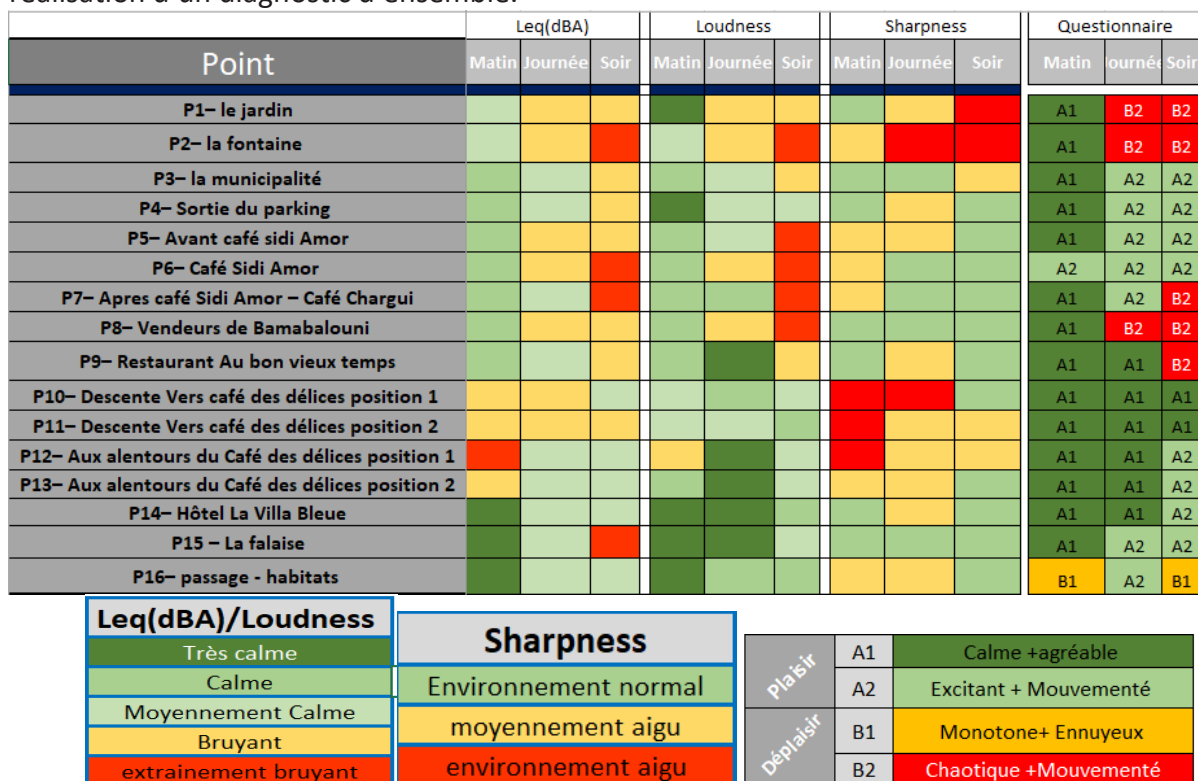 réalisation d'un diagnostic d'ensemble.
Leq(dBA) Loudness Sharpness Questionnaire
Point Matin Journée Soir Matin Journée Soir Matin Journée Soir Matin ournée Soir
P1– le jardin A1 B2 B2
P2– la fontaine A1 B2 B2
P3– la municipalité A1 A2 A2
P4– Sortie du parking A1 A2 A2
P5– Avant café sidi Amor A1 A2 A2
P6– Café Sidi Amor A2 A2 A2
P7– Apres café Sidi Amor – Café Chargui A1 A2 B2
P8– Vendeurs de Bamabalouni A1 B2 B2
P9– Restaurant Au bon vieux temps A1 A1 B2
P10– Descente Vers café des délices position 1 A1 A1 A1
P11– Descente Vers café des délices position 2 A1 A1 A1
P12– Aux alentours du Café des délices position 1 A1 A1 A2
P13– Aux alentours du Café des délices position 2 A1 A1 A2
P14– Hôtel La Villa Bleue A1 A1 A2
P15 – La falaise A1 A2 A2
P16– passage - habitats B1 A2 B1
Leq(dBA)/Loudness
Très calme
Calme
Moyennement Calme
Bruyant
extrainement bruyant
Sharpness
Environnement normal
moyennement aigu
environnement aigu
Plaisir
A1 Calme +agréable
A2 Excitant + Mouvementé
Déplaisir
B1 Monotone+ Ennuyeux
B2 Chaotique +Mouvementé